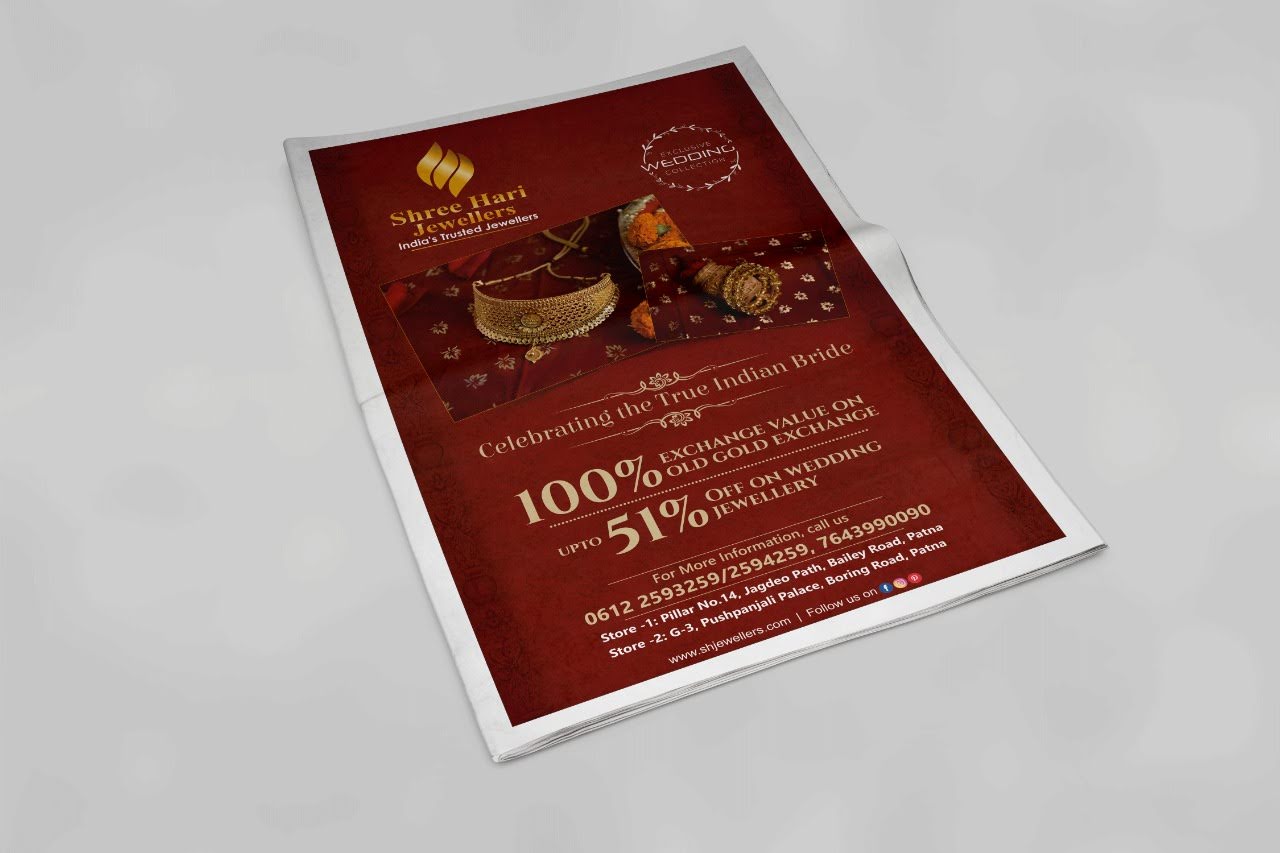 Shree Hari
Jewellers
India's Trusted Jewellers
EXCLUSIVE
WEDDING
COLLECTION
Celebrating the True Indian Bride
100% EXCHANGE VALUE ON
OLD GOLD EXCHANGE
UPTO 51% OFF ON WEDDING
JEWELLERY
For More Information, call us
0612 2593259/2594259, 7643990090
Store -1: Pillar No.14, Jagdeo Path, Bailey Road, Patna
Store -2: G-3, Pushpanjali Palace, Boring Road, Patna
www.shjewellers.com | Follow us on